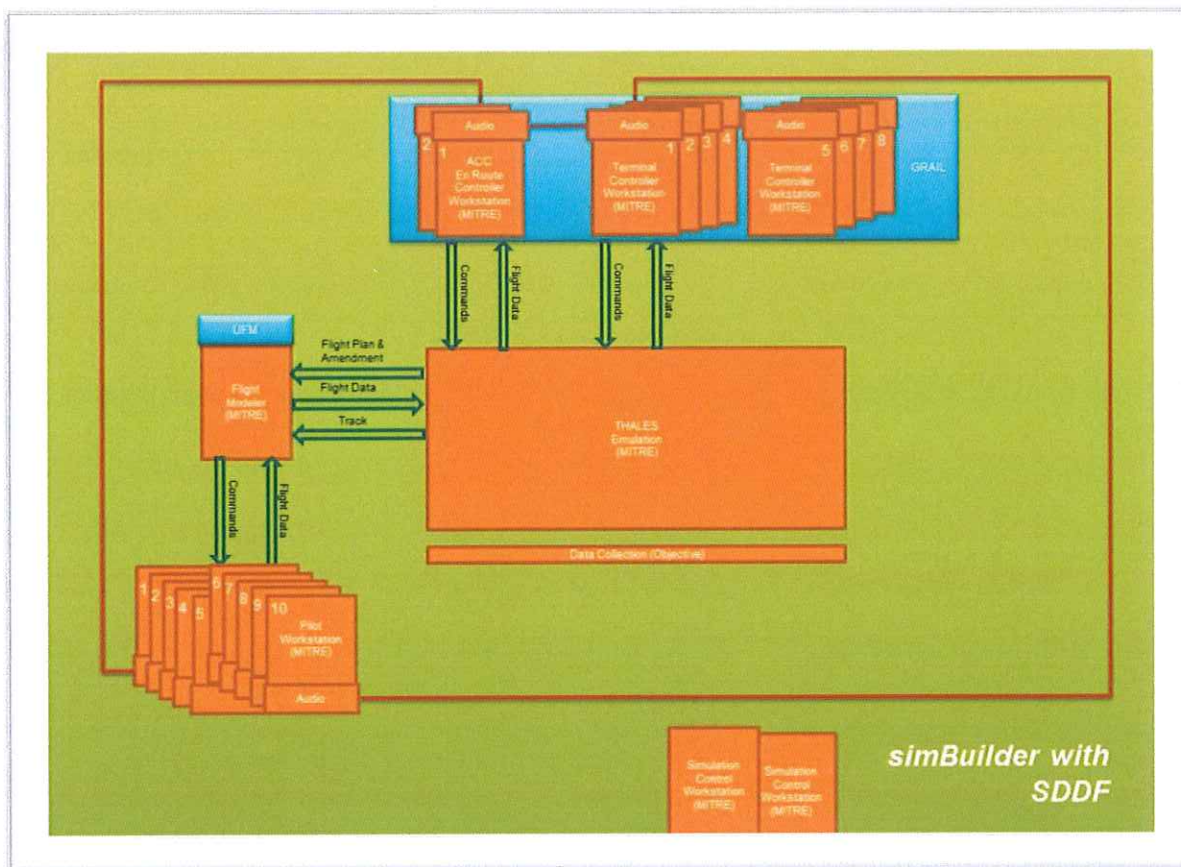 Audio
2
1
ACC
En Route
Controller
Workstation
(MITRE)
Audio
1
2
3
4
Terminal
Controller
Workstation
(MITRE)
Audio
5
6
7
8
Terminal
Controller
Workstation
(MITRE)
GRAIL
Commands
Flight Data
Commands
Flight Data
UFM
Flight
Modeler
(MITRE)
Flight Plan &
Amendment
Flight Data
Track
THALES
Emulation
(MITRE)
Commands
Flight Data
Data Collection (Objective)
1
2
3
4
5
6
7
8
9
10
Pilot
Workstation
(MITRE)
Audio
Simulation
Control
Workstation
(MITRE)
Simulation
Control
Workstation
(MITRE)
simBuilder with
SDDF